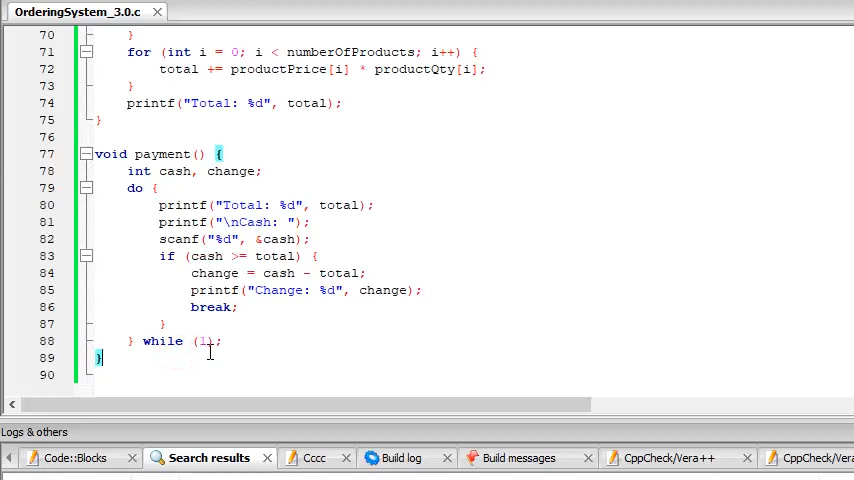 OrderingSystem_3.0.c
70 }
71 for (int i = 0; i < numberOfProducts; i++) {
72 total += productPrice[i] * productQty[i];
73 }
74 printf("Total: %d", total);
75 }
76
77 void payment() {
78 int cash, change;
79 do {
80 printf("Total: %d", total);
81 printf("\nCash: ");
82 scanf("%d", &cash);
83 if (cash >= total) {
84 change = cash - total;
85 printf("Change: %d", change);
86 break;
87 }
88 } while (1);
89 }
90
Logs & others
Code::Blocks Search results Cccc Build log Build messages CppCheck/Vera++ CppCheck/Vera+